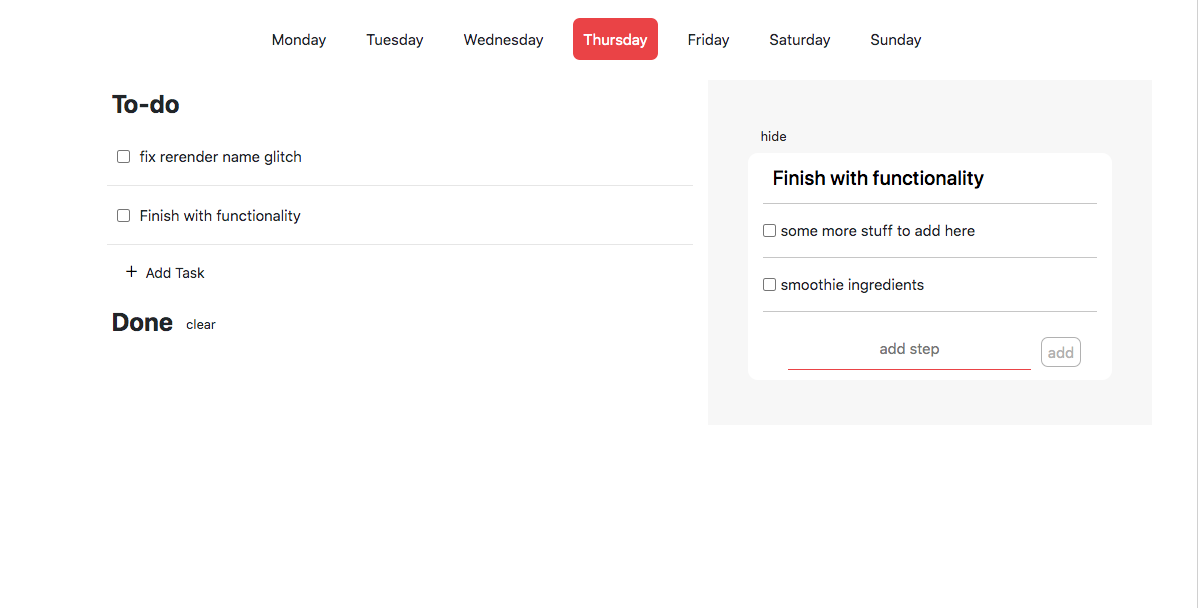 Monday Tuesday Wednesday Thursday Friday Saturday Sunday
To-do
fix rerender name glitch
Finish with functionality
+ Add Task
Done clear
hide
Finish with functionality
some more stuff to add here
smoothie ingredients
add step add